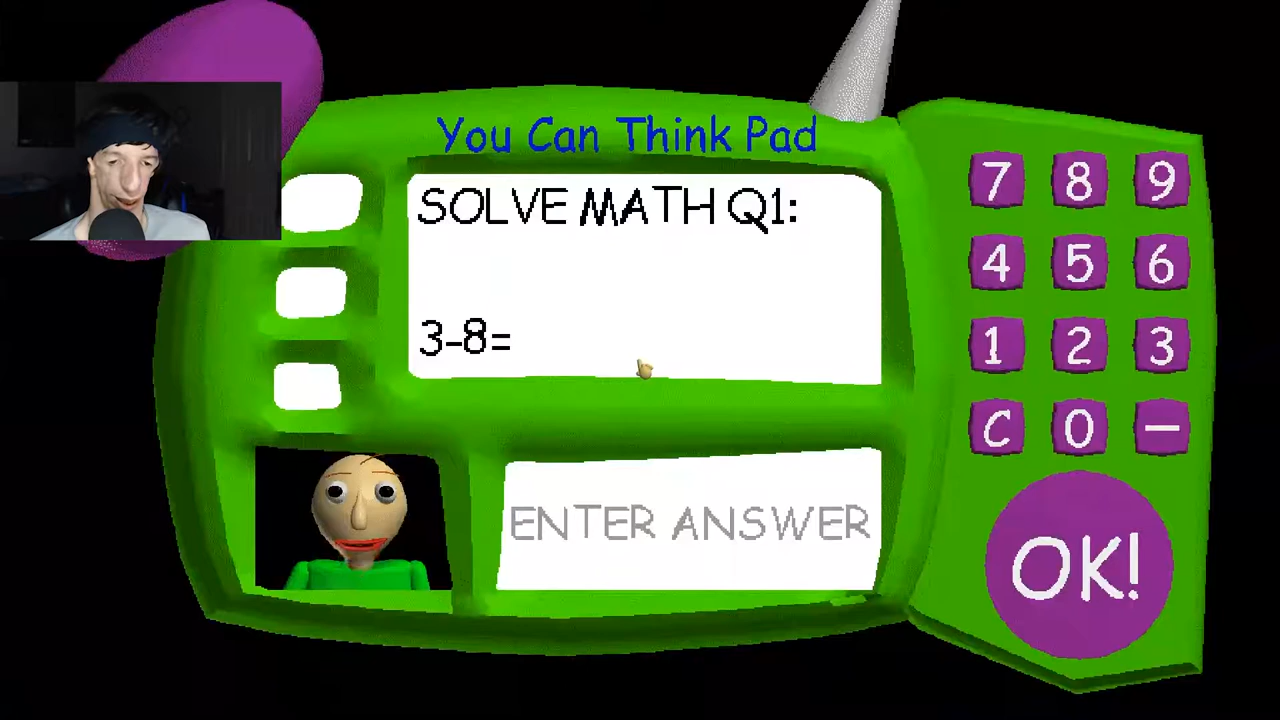 You Can Think Pad
SOLVE MATH Q1:
3-8=
ENTER ANSWER
7 8 9
4 5 6
1 2 3
C 0 –
OK!